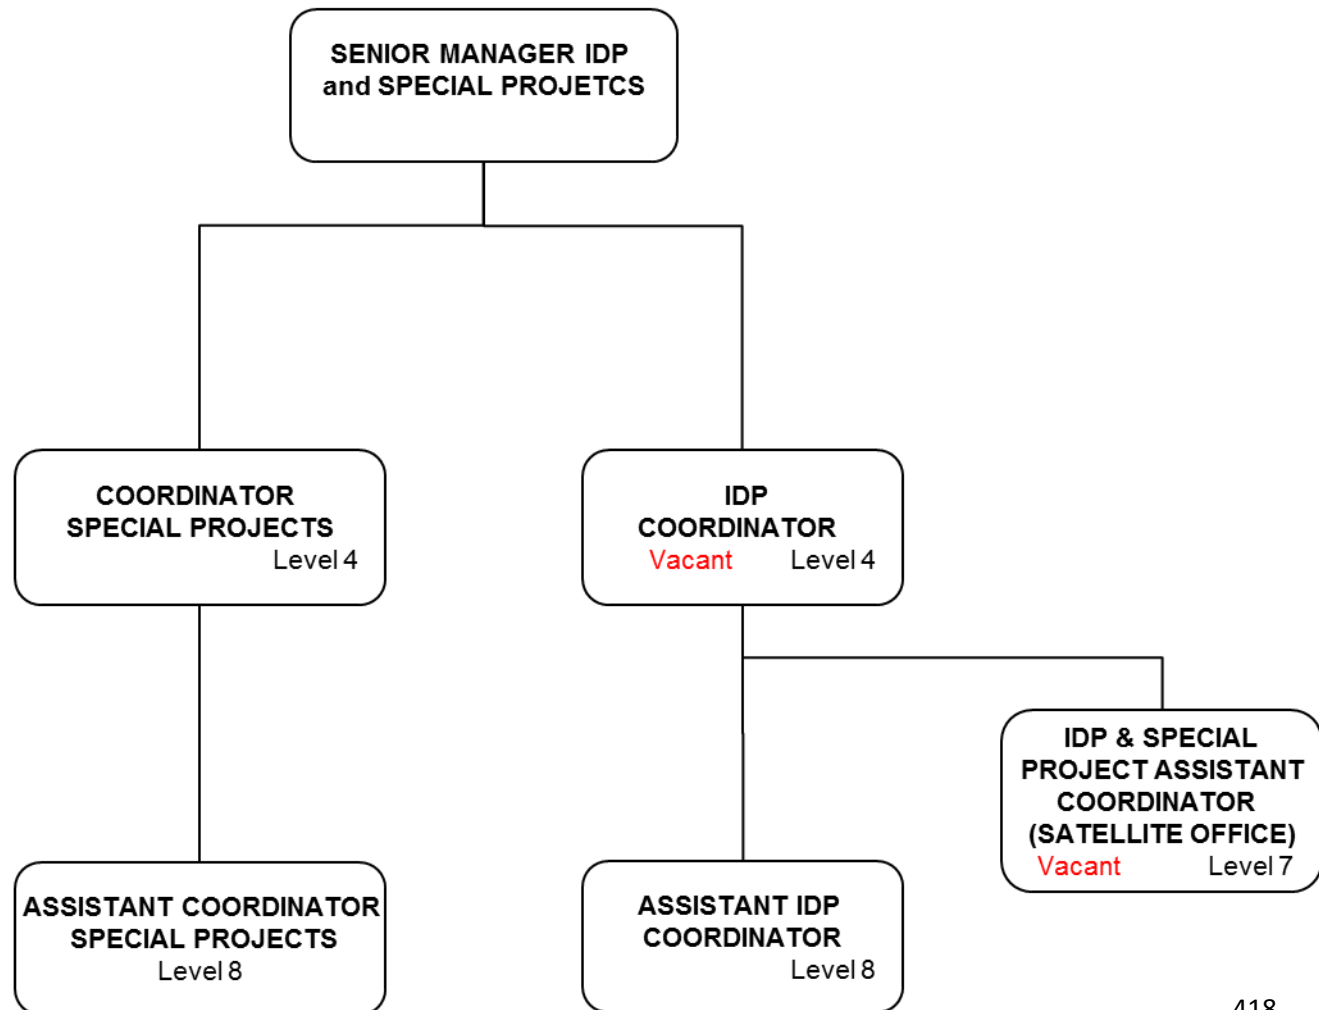 SENIOR MANAGER IDP
and SPECIAL PROJETCS
COORDINATOR
SPECIAL PROJECTS
Level 4
IDP
COORDINATOR
Vacant Level 4
IDP & SPECIAL
PROJECT ASSISTANT
COORDINATOR
(SATELLITE OFFICE)
Vacant Level 7
ASSISTANT COORDINATOR
SPECIAL PROJECTS
Level 8
ASSISTANT IDP
COORDINATOR
Level 8
418